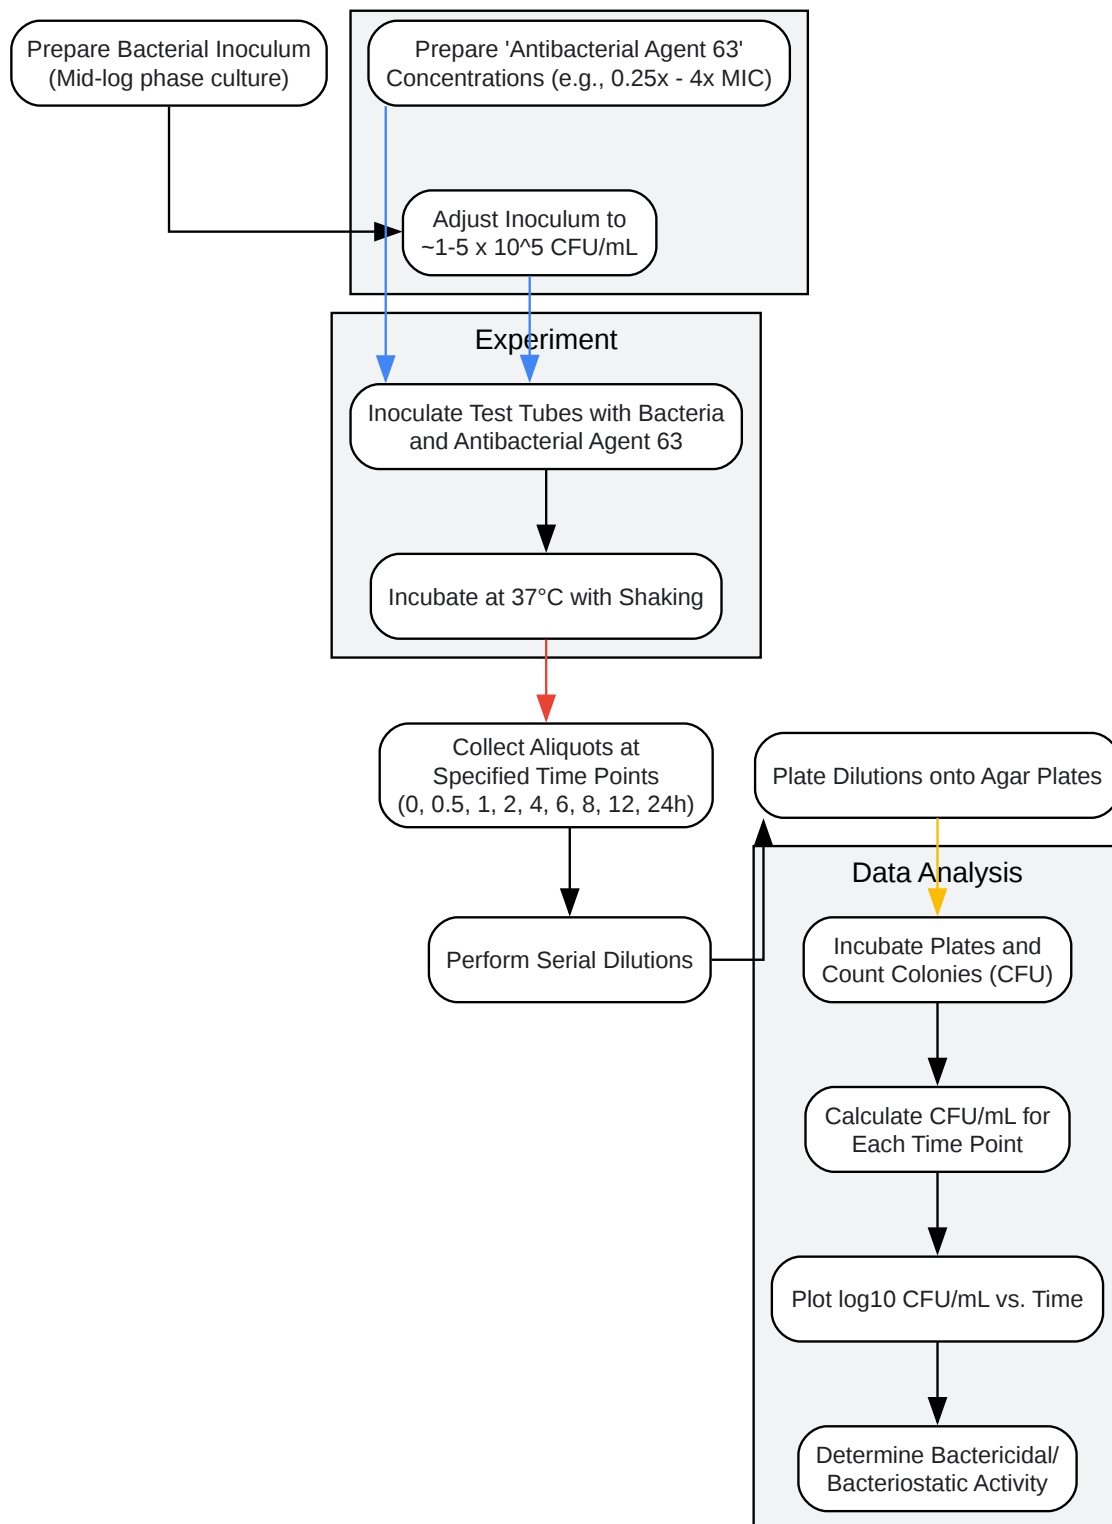 Prepare Bacterial Inoculum
(Mid-log phase culture)
Prepare 'Antibacterial Agent 63'
Concentrations (e.g., 0.25x - 4x MIC)
Adjust Inoculum to
~1-5 x 10^5 CFU/mL
Experiment
Inoculate Test Tubes with Bacteria
and Antibacterial Agent 63
Incubate at 37°C with Shaking
Collect Aliquots at
Specified Time Points
(0, 0.5, 1, 2, 4, 6, 8, 12, 24h)
Perform Serial Dilutions
Plate Dilutions onto Agar Plates
Data Analysis
Incubate Plates and
Count Colonies (CFU)
Calculate CFU/mL for
Each Time Point
Plot log10 CFU/mL vs. Time
Determine Bactericidal/
Bacteriostatic Activity